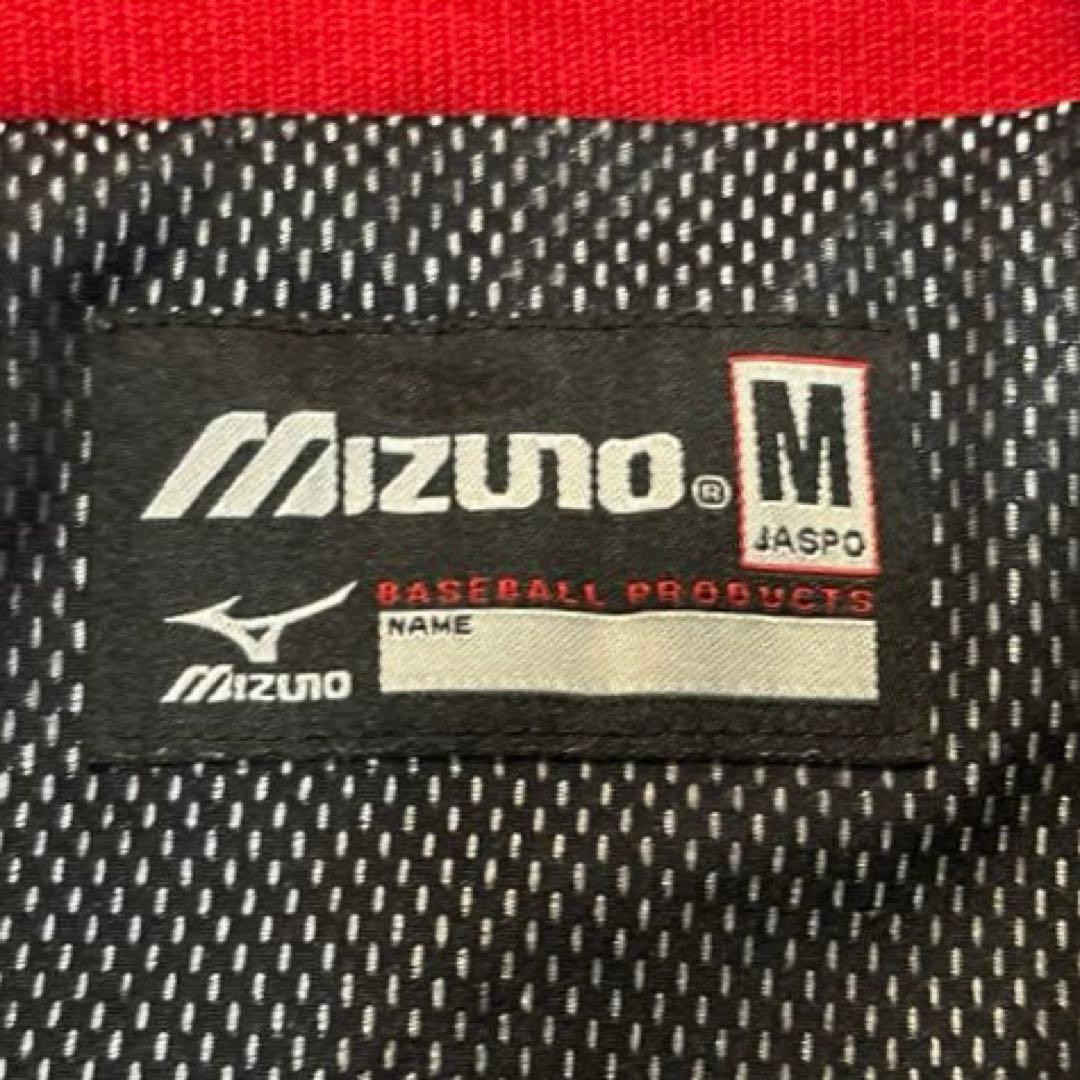 MIZUNO®
M
JASPO
BASEBALL PRODUCTS
NAME
MIZUNO